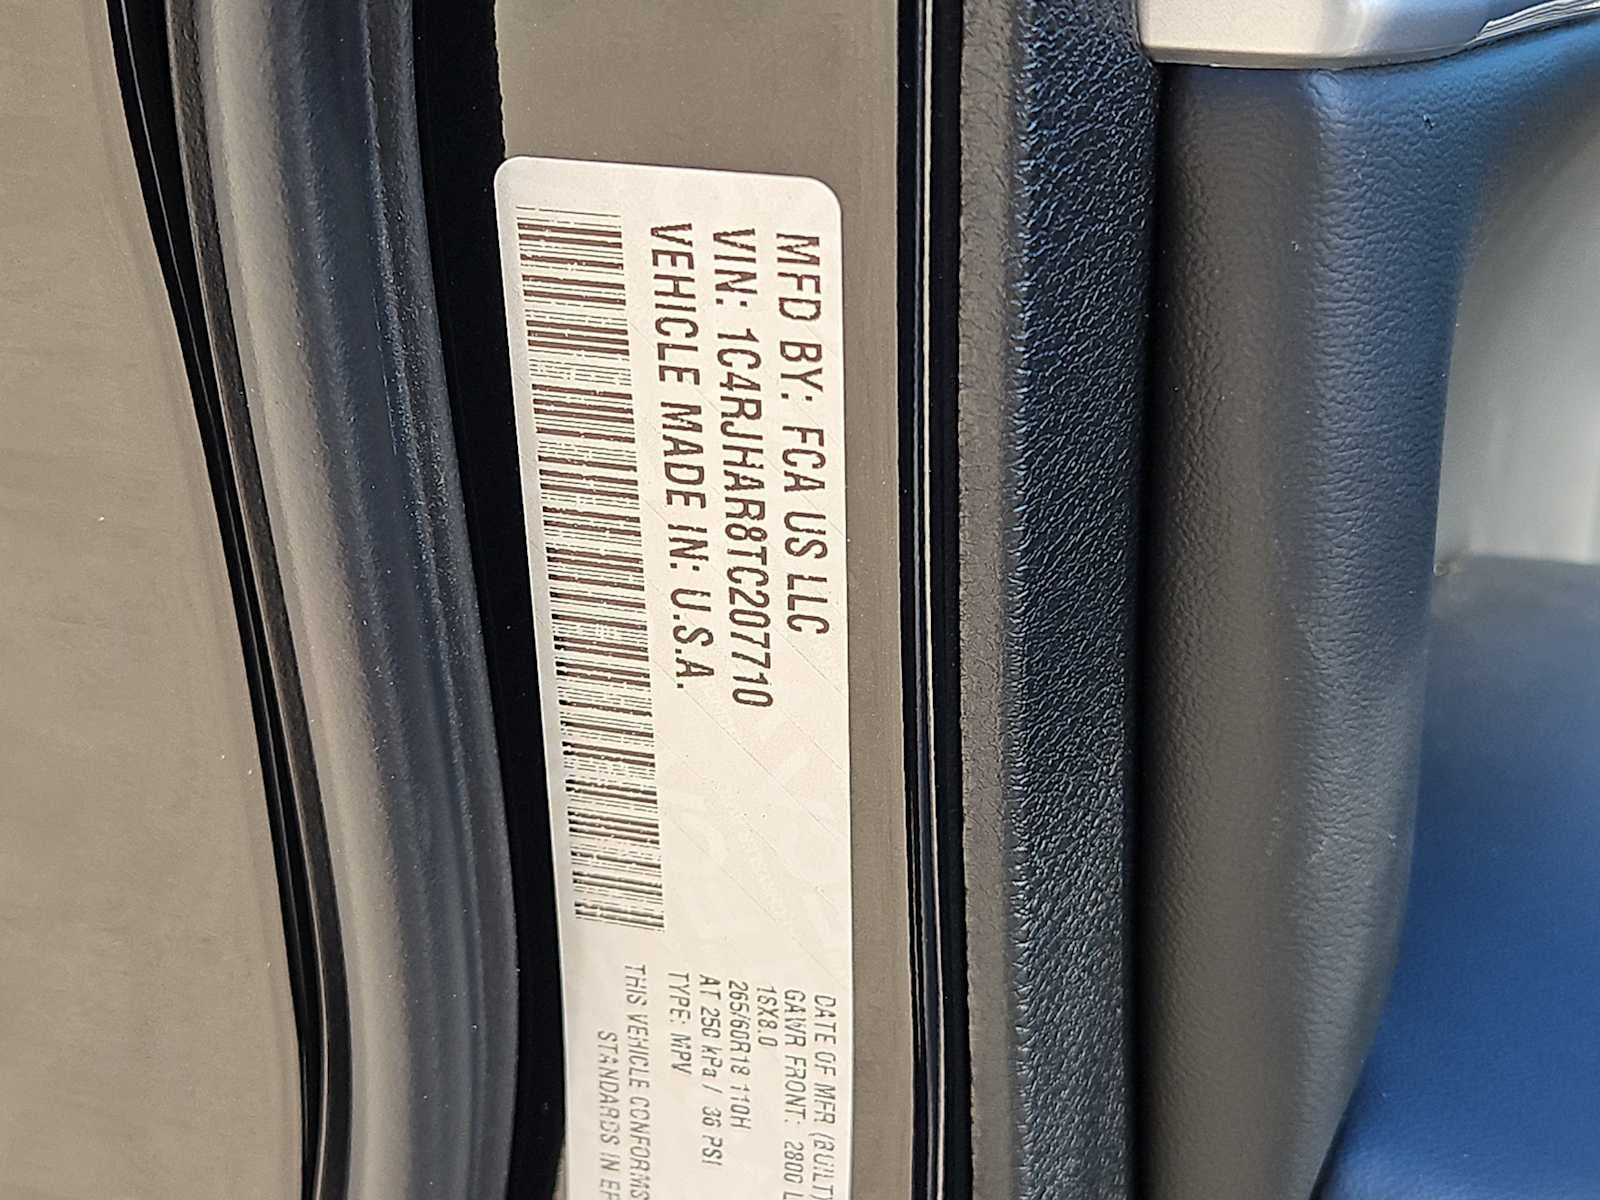 MFD BY: FCA US LLC
VIN: 1C4RJHAR8TC207710
VEHICLE MADE IN: U.S.A.
DATE OF MFR (BUILT)
GAWR FRONT: 2800 L
18X8.0
265/60R18 110H
AT 250 kPa / 36 PSI
TYPE: MPV
THIS VEHICLE CONFORMS
STANDARDS IN EF